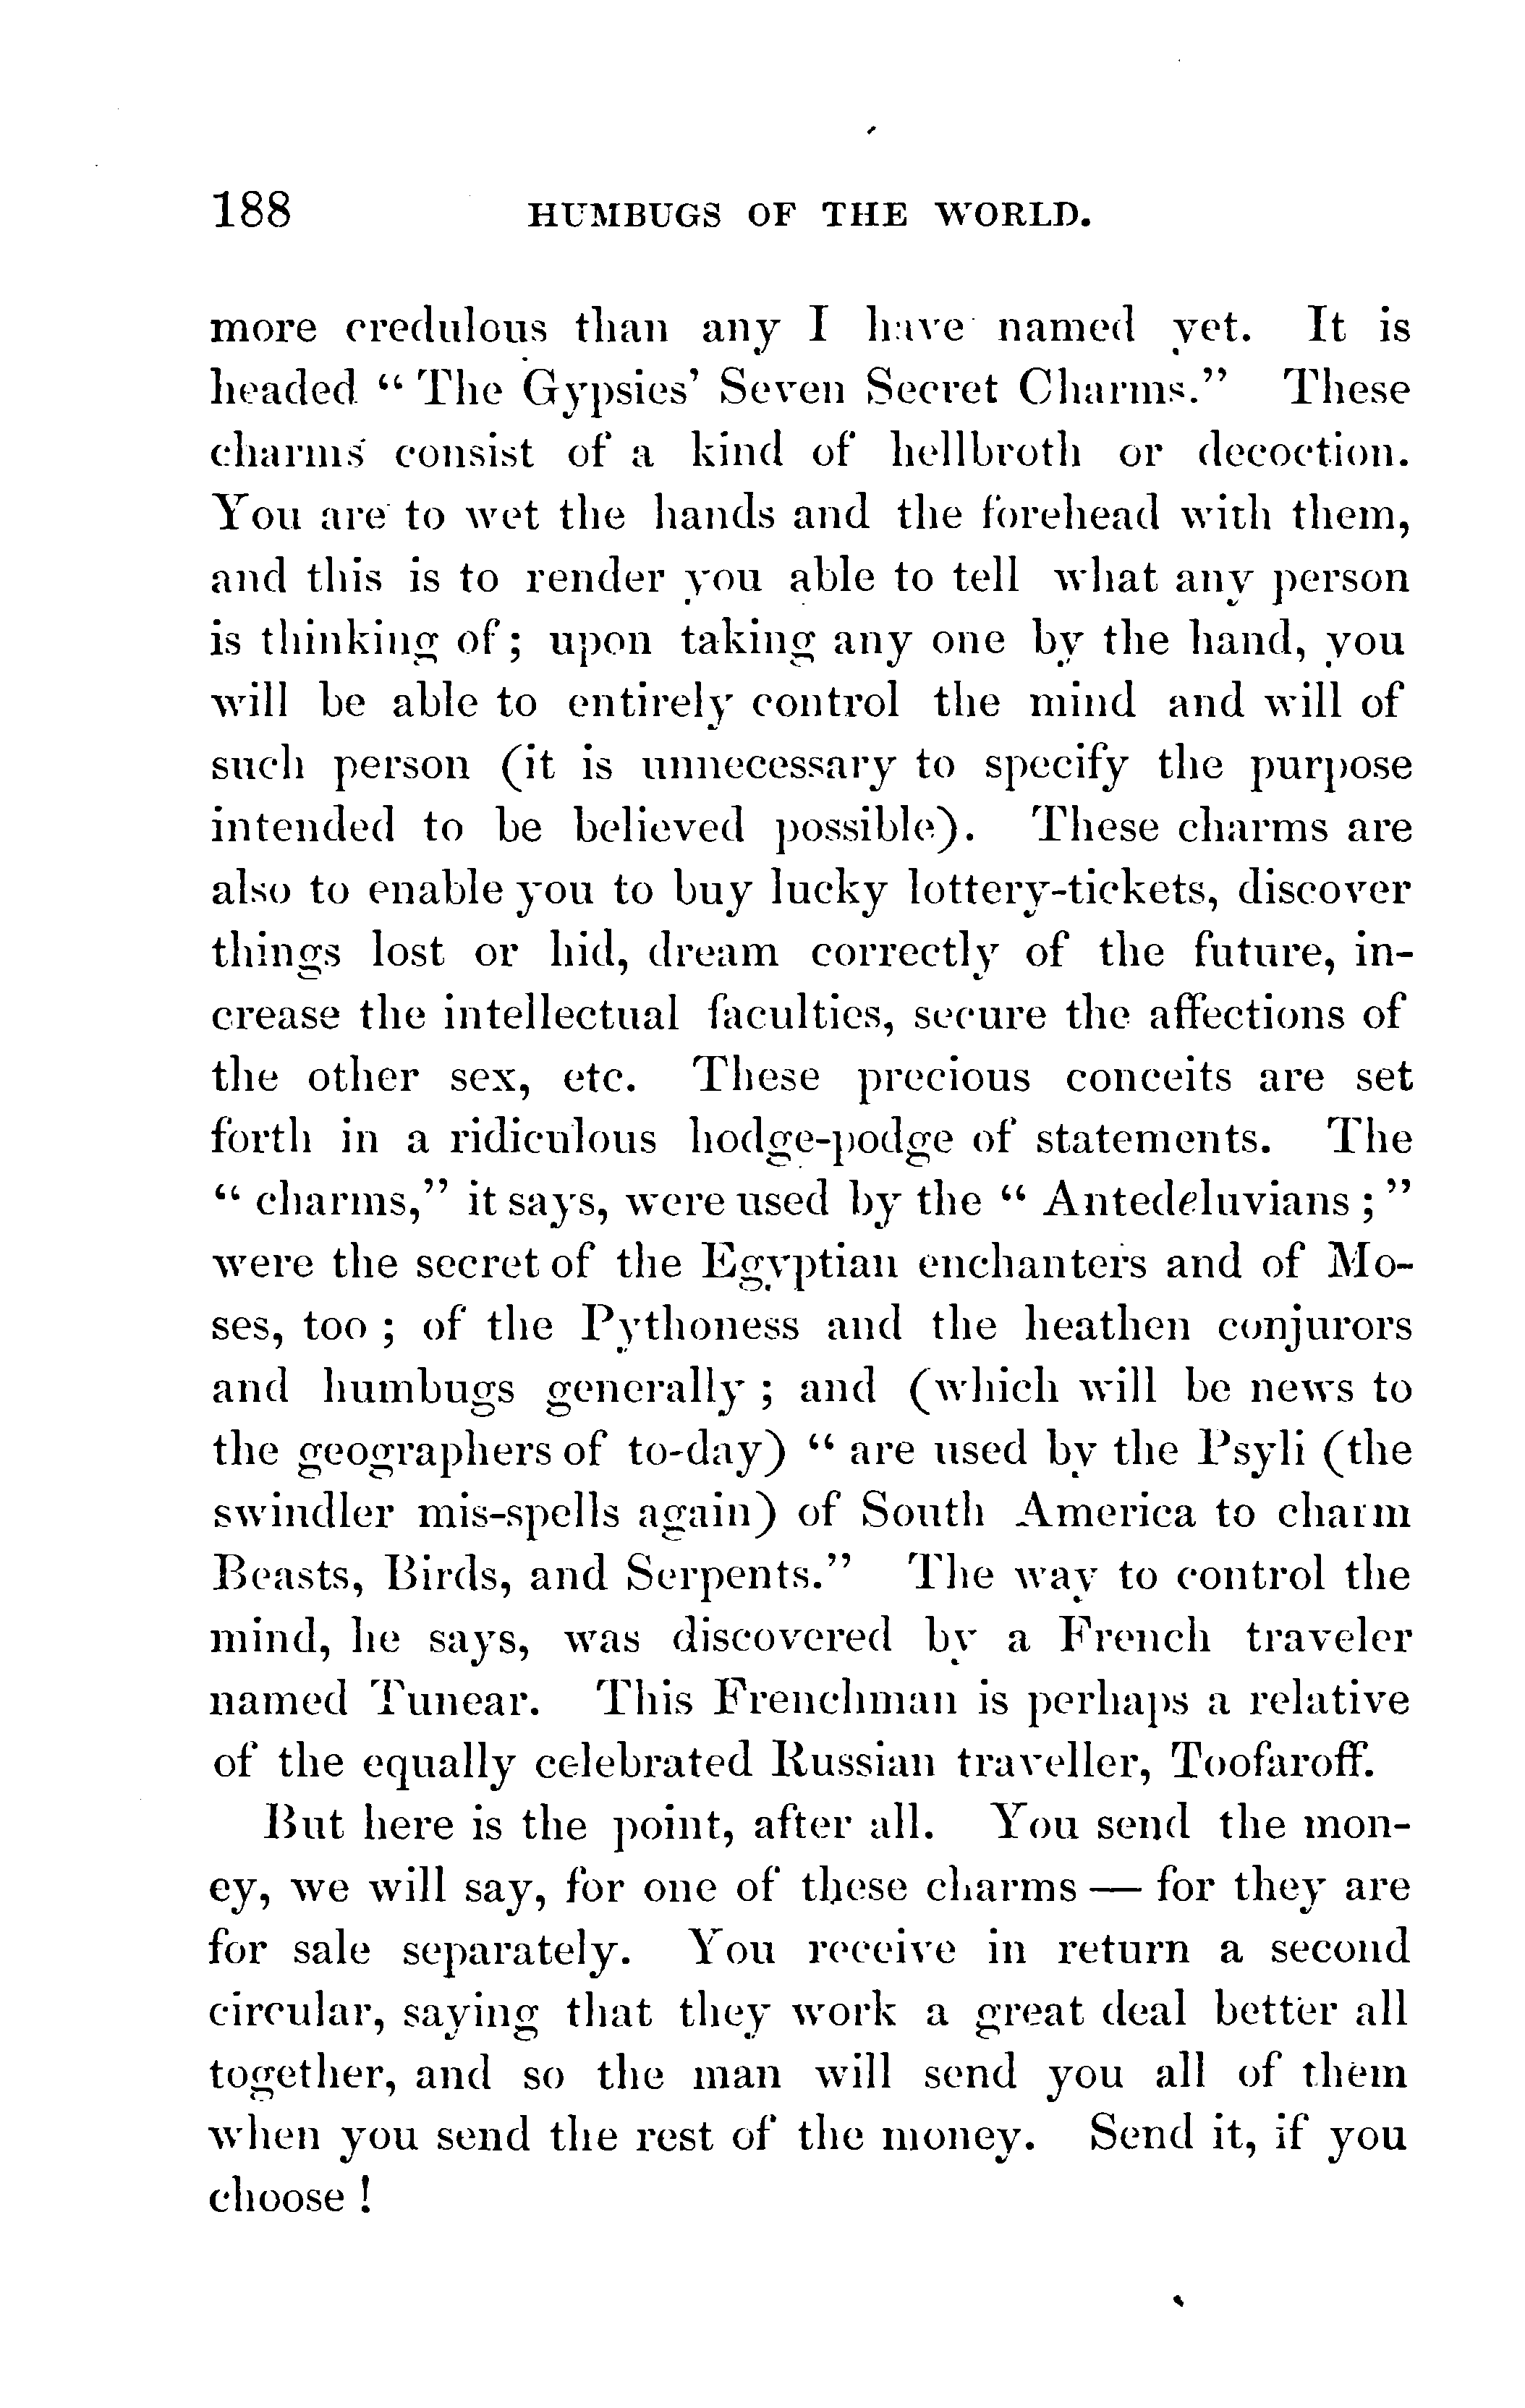 188 HUMBUGS OF THE WORLD.
more credulous than any I have named yet. It is
headed “ The Gypsies’ Seven Secret Charms.” These
charms consist of a kind of hellbroth or decoction.
You are to wet the hands and the forehead with them,
and this is to render you able to tell what any person
is thinking of ; upon taking any one by the hand, you
will be able to entirely control the mind and will of
such person (it is unnecessary to specify the purpose
intended to be believed possible). These charms are
also to enable you to buy lucky lottery-tickets, discover
things lost or hid, dream correctly of the future, in-
crease the intellectual faculties, secure the affections of
the other sex, etc. These precious conceits are set
forth in a ridiculous hodge-podge of statements. The
“ charms,” it says, were used by the “ Antedeluvians ; ”
were the secret of the Egyptian enchanters and of Mo-
ses, too ; of the Pythoness and the heathen conjurors
and humbugs generally ; and (which will be news to
the geographers of to-day) “ are used by the Psyli (the
swindler mis-spells again) of South America to charm
Beasts, Birds, and Serpents.” The way to control the
mind, he says, was discovered by a French traveler
named Tunear. This Frenchman is perhaps a relative
of the equally celebrated Russian traveller, Toofaroff.
But here is the point, after all. You send the mon-
ey, we will say, for one of these charms — for they are
for sale separately. You receive in return a second
circular, saying that they work a great deal better all
together, and so the man will send you all of them
when you send the rest of the money. Send it, if you
choose !